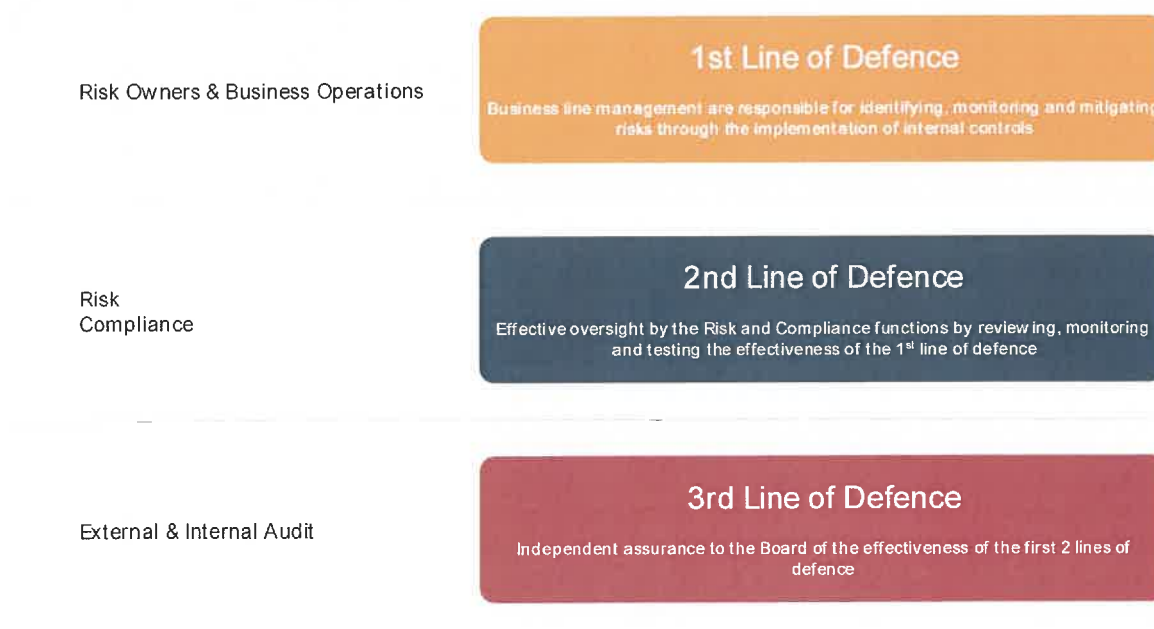 1st Line of Defence
Risk Owners & Business Operations
Business line management are responsible for identifying, monitoring and mitigating
risks through the implementation of internal controls
2nd Line of Defence
Risk
Compliance
Effective oversight by the Risk and Compliance functions by reviewing, monitoring
and testing the effectiveness of the 1st line of defence
3rd Line of Defence
External & Internal Audit
Independent assurance to the Board of the effectiveness of the first 2 lines of
defence